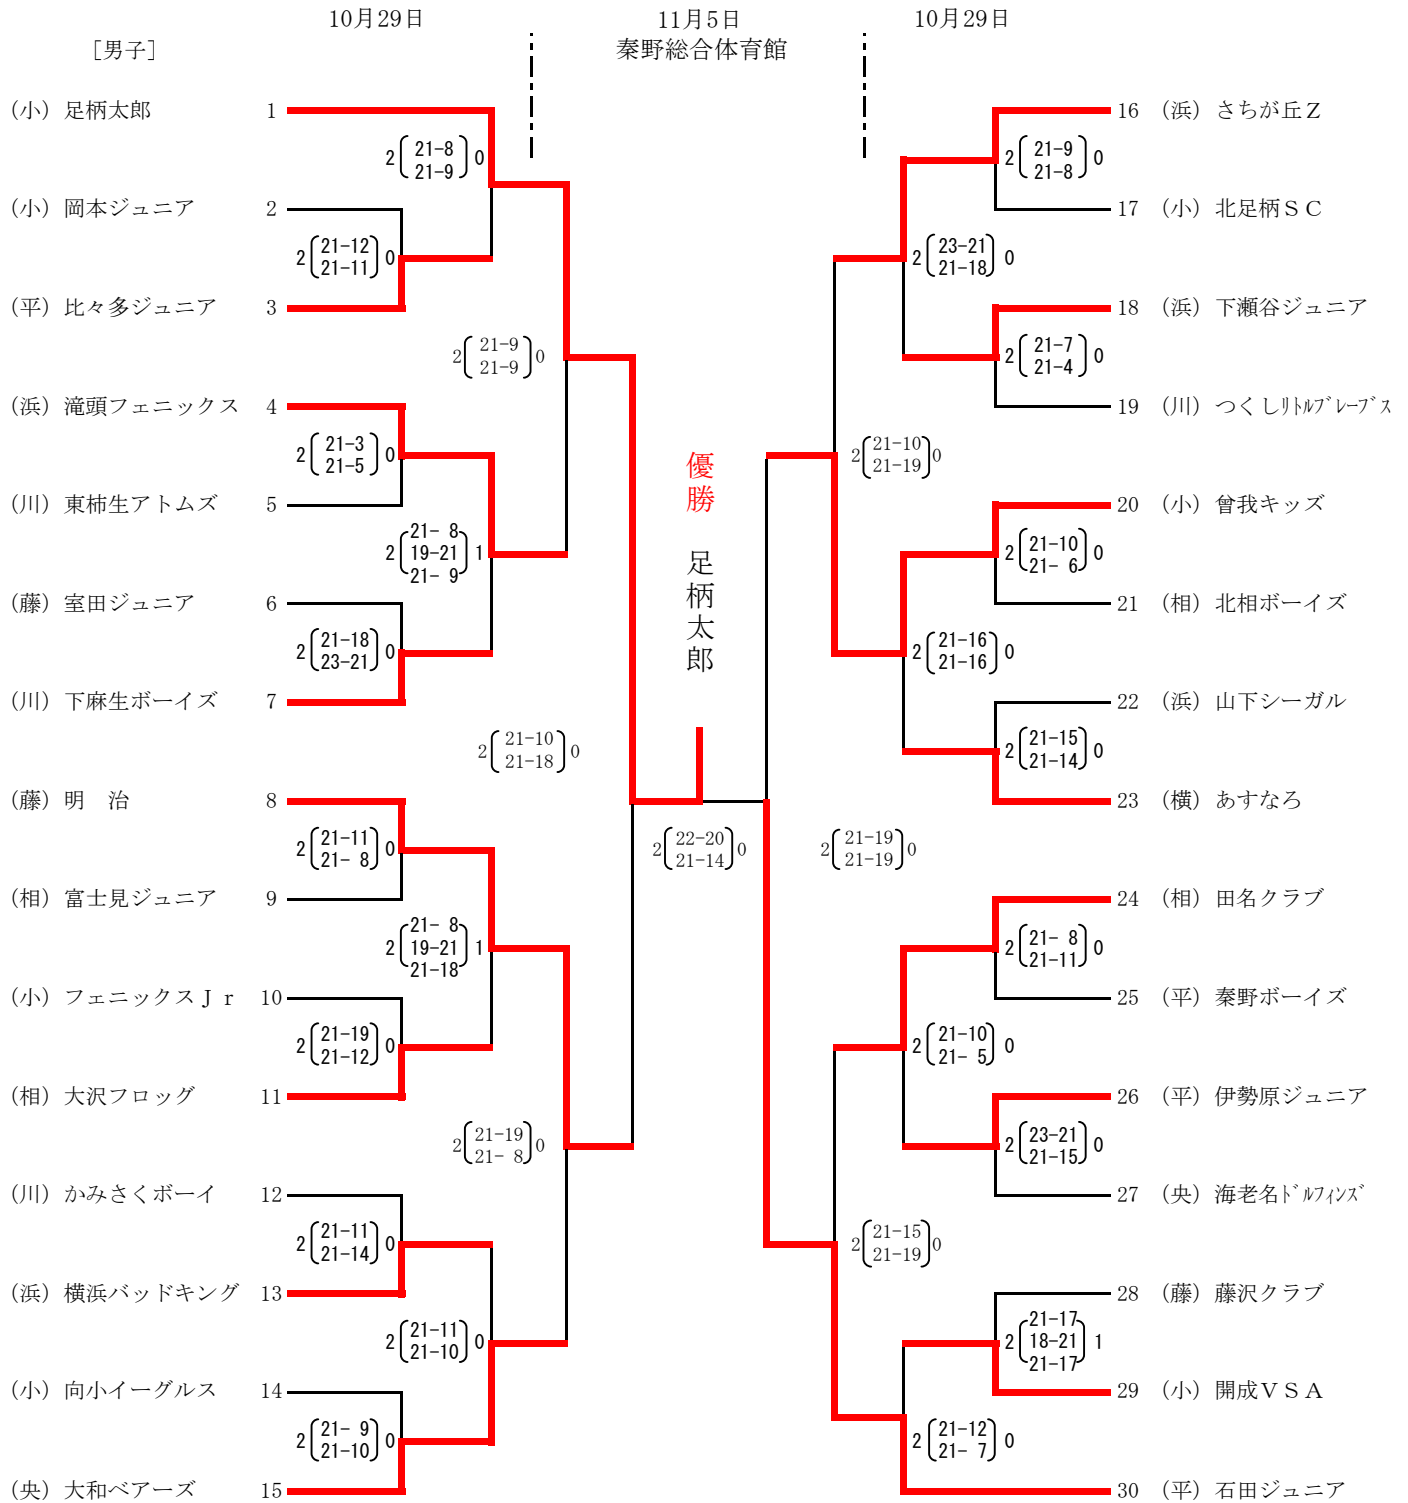 10月29日
11月5日
10月29日
［男子］
秦野総合体育館
（小）足柄太郎 1
2 21-8 0
21-9
（小）岡本ジュニア 2
2 21-12 0
21-11
（平）比々多ジュニア 3
2 21-9 0
21-9
（浜）滝頭フェニックス 4
2 21-3 0
21-5
（川）東柿生アトムズ 5
21- 8
2 19-21 1
21- 9
（藤）室田ジュニア 6
2 21-18 0
23-21
（川）下麻生ボーイズ 7
2 21-10 0
21-18
（藤）明　治 8
2 21-11 0
21- 8
（相）富士見ジュニア 9
21- 8
2 19-21 1
21-18
（小）フェニックスＪｒ 10
2 21-19 0
21-12
（相）大沢フロッグ 11
2 21-19 0
21- 8
（川）かみさくボーイ 12
2 21-11 0
21-14
（浜）横浜バッドキング 13
2 21-11 0
21-10
（小）向小イーグルス 14
2 21- 9 0
21-10
（央）大和ベアーズ 15
優勝　足柄太郎
2 22-20 0
21-14
16 （浜）さちが丘Ｚ
2 21-9 0
21-8
17 （小）北足柄ＳＣ
2 23-21 0
21-18
18 （浜）下瀬谷ジュニア
2 21-7 0
21-4
19 （川）つくしﾘﾄﾙﾌﾞﾚｰﾌﾞｽ
2 21-10 0
21-19
20 （小）曾我キッズ
2 21-10 0
21- 6
21 （相）北相ボーイズ
2 21-16 0
21-16
22 （浜）山下シーガル
2 21-15 0
21-14
23 （横）あすなろ
2 21-19 0
21-19
24 （相）田名クラブ
2 21- 8 0
21-11
25 （平）秦野ボーイズ
2 21-10 0
21- 5
26 （平）伊勢原ジュニア
2 23-21 0
21-15
27 （央）海老名ﾄﾞﾙﾌｨﾝｽﾞ
2 21-15 0
21-19
28 （藤）藤沢クラブ
21-17
2 18-21 1
21-17
29 （小）開成ＶＳＡ
2 21-12 0
21- 7
30 （平）石田ジュニア